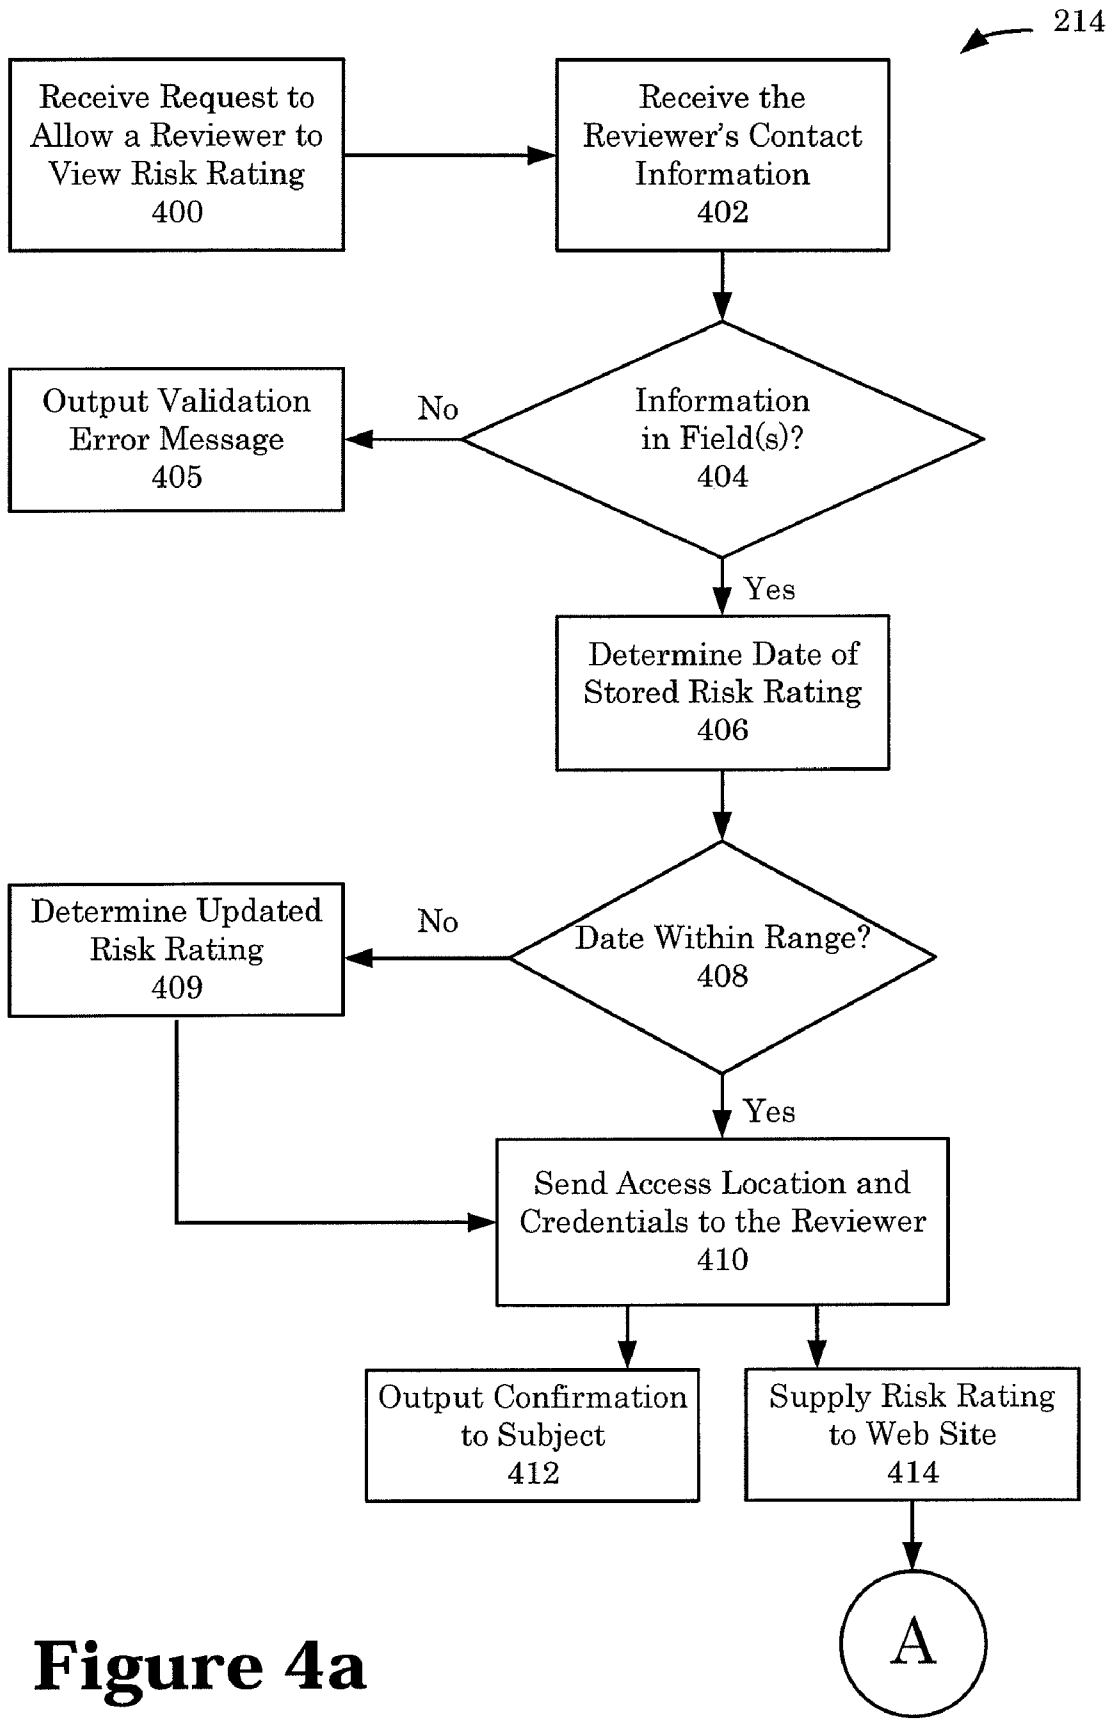 214
Receive Request to
Allow a Reviewer to
View Risk Rating
400
Receive the
Reviewer's Contact
Information
402
Information
in Field(s)?
404
No
Output Validation
Error Message
405
Yes
Determine Date of
Stored Risk Rating
406
Date Within Range?
408
No
Determine Updated
Risk Rating
409
Yes
Send Access Location and
Credentials to the Reviewer
410
Output Confirmation
to Subject
412
Supply Risk Rating
to Web Site
414
A
Figure 4a